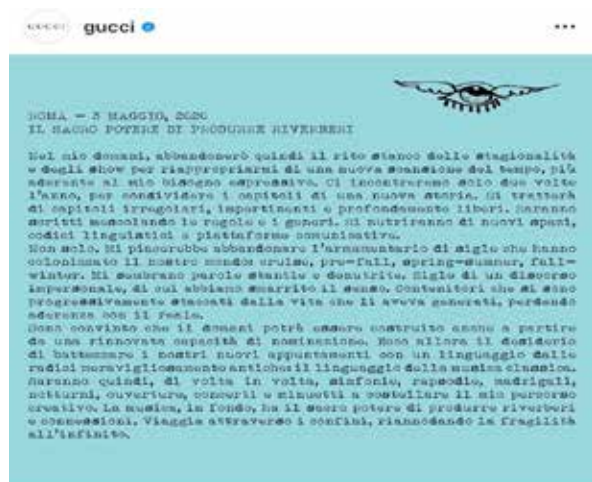 GUCCI
gucci
ROMA – 3 MAGGIO, 2020
IL SACRO POTERE DI PRODURRE RIVERBERI
Nel mio domani, abbandonerò quindi il rito stanco delle stagionalità
e degli show per riappropriarmi di una nuova scansione del tempo, più
aderente al mio bisogno espressivo. Ci incontreremo solo due volte
l'anno, per condividere i capitoli di una nuova storia. Si tratterà
di capitoli irregolari, impertinenti e profondamente liberi. Saranno
scritti mescolando le regole e i generi. Si nutriranno di nuovi spazi,
codici linguistici e piattaforme comunicative.
Non solo. Mi piacerebbe abbandonare l'armamentario di sigle che hanno
colonizzato il nostro mondo: cruise, pre-fall, spring-summer, fall-
winter. Mi sembrano parole stantie e denutrite. Sigle di un discorso
impersonale, di cui abbiamo smarrito il senso. Contenitori che si sono
progressivamente staccati dalla vita che li aveva generati, perdendo
aderenza con il reale.
Sono convinto che il domani potrà essere costruito anche a partire
da una rinnovata capacità di nominazione. Ecco allora il desiderio
di battezzare i nostri nuovi appuntamenti con un linguaggio dalle
radici meravigliosamente antiche: il linguaggio della musica classica.
Saranno quindi, di volta in volta, sinfonie, rapsodie, madrigali,
notturni, ouverture, concerti e minuetti a costellare il mio percorso
creativo. La musica, in fondo, ha il sacro potere di produrre riverberi
e connessioni. Viaggia attraverso i confini, riannodando la fragilità
all'infinito.